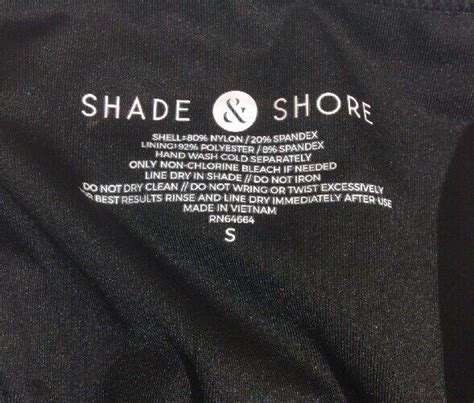 SHADE & SHORE
SHELL: 80% NYLON / 20% SPANDEX
LINING: 92% POLYESTER / 8% SPANDEX
HAND WASH COLD SEPARATELY
ONLY NON-CHLORINE BLEACH IF NEEDED
LINE DRY IN SHADE // DO NOT IRON
DO NOT DRY CLEAN // DO NOT WRING OR TWIST EXCESSIVELY
BEST RESULTS RINSE AND LINE DRY IMMEDIATELY AFTER USE
MADE IN VIETNAM
RN64664
S